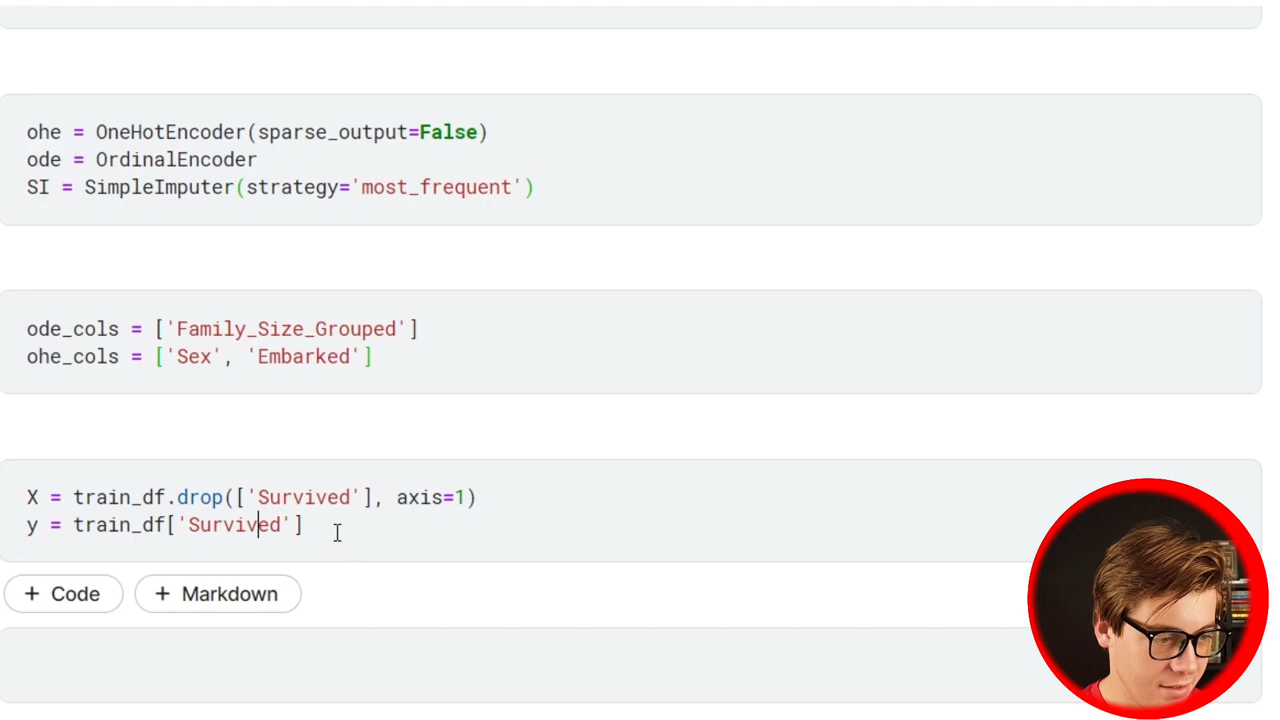 ohe = OneHotEncoder(sparse_output=False)
ode = OrdinalEncoder
SI = SimpleImputer(strategy='most_frequent')
ode_cols = ['Family_Size_Grouped']
ohe_cols = ['Sex', 'Embarked']
X = train_df.drop(['Survived'], axis=1)
y = train_df['Survived']
+ Code + Markdown